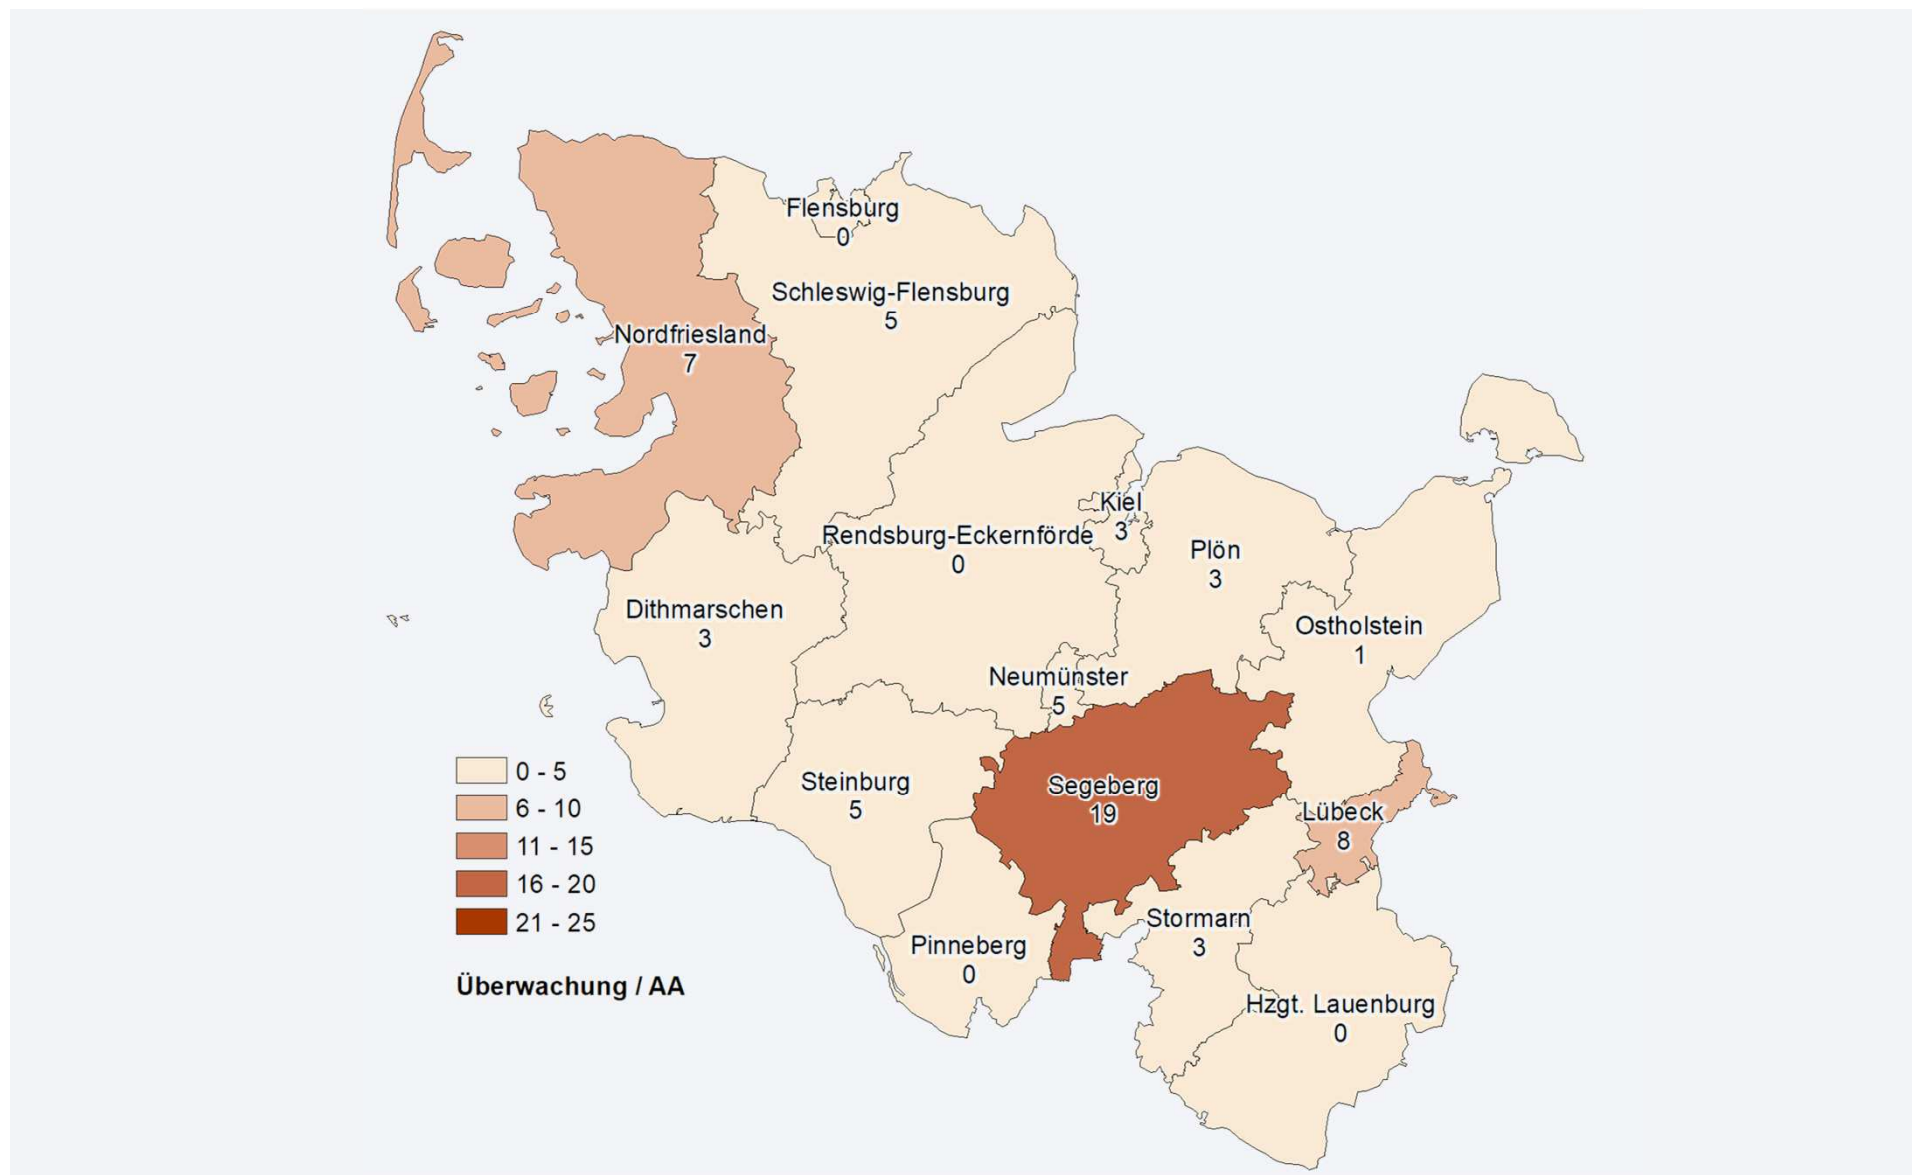 Flensburg
0
Schleswig-Flensburg
5
Nordfriesland
7
Kiel
3
Rendsburg-Eckernförde
0
Plön
3
Dithmarschen
3
Ostholstein
1
Neumünster
5
Steinburg
5
Segeberg
19
Lübeck
8
Stormarn
3
Pinneberg
0
Hzgt. Lauenburg
0
0 - 5
6 - 10
11 - 15
16 - 20
21 - 25
Überwachung / AA